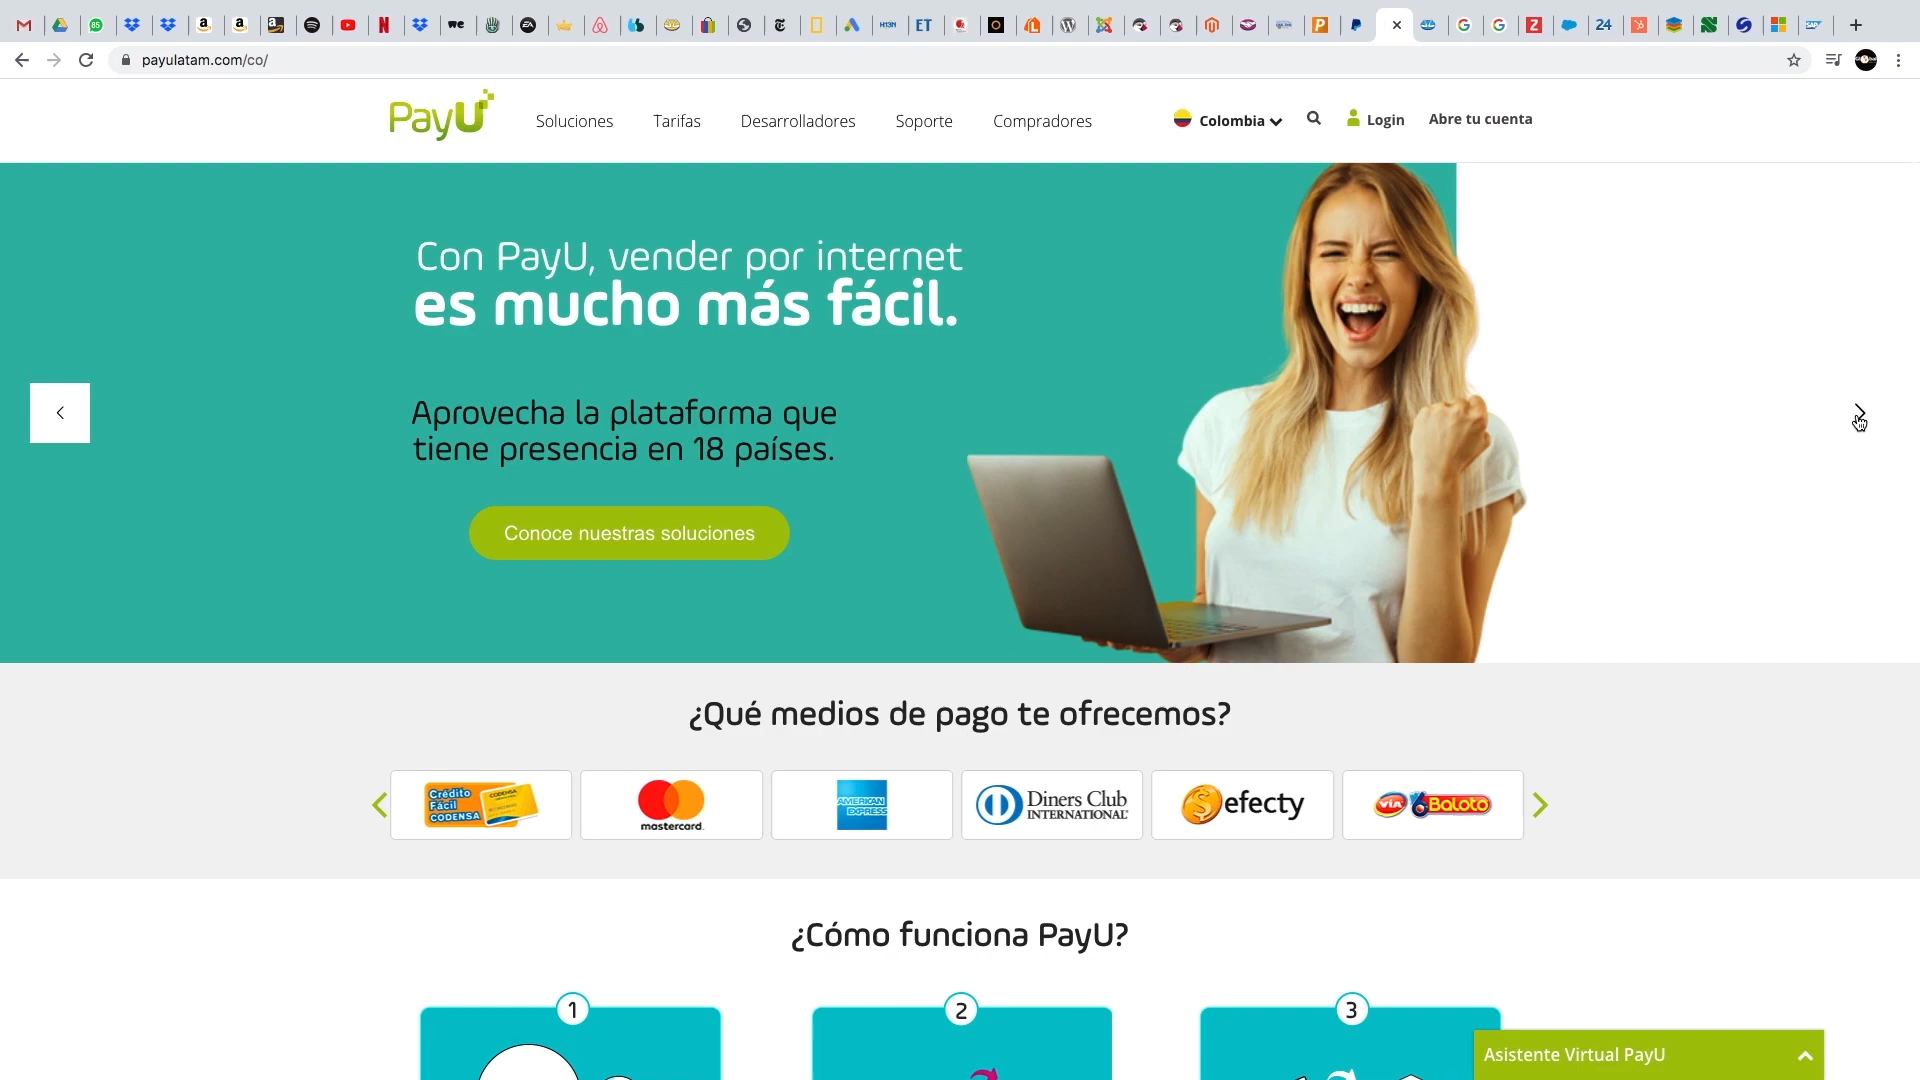 payulatam.com/co/
PayU
Soluciones
Tarifas
Desarrolladores
Soporte
Compradores
Colombia
Login
Abre tu cuenta
Con PayU, vender por internet
es mucho más fácil.
Aprovecha la plataforma que
tiene presencia en 18 países.
Conoce nuestras soluciones
¿Qué medios de pago te ofrecemos?
Crédito
Fácil
CODENSA
CODENSA
mastercard.
AMERICAN
EXPRESS
Diners Club
INTERNATIONAL
efecty
VIA Baloto
¿Cómo funciona PayU?
1
2
3
Asistente Virtual PayU